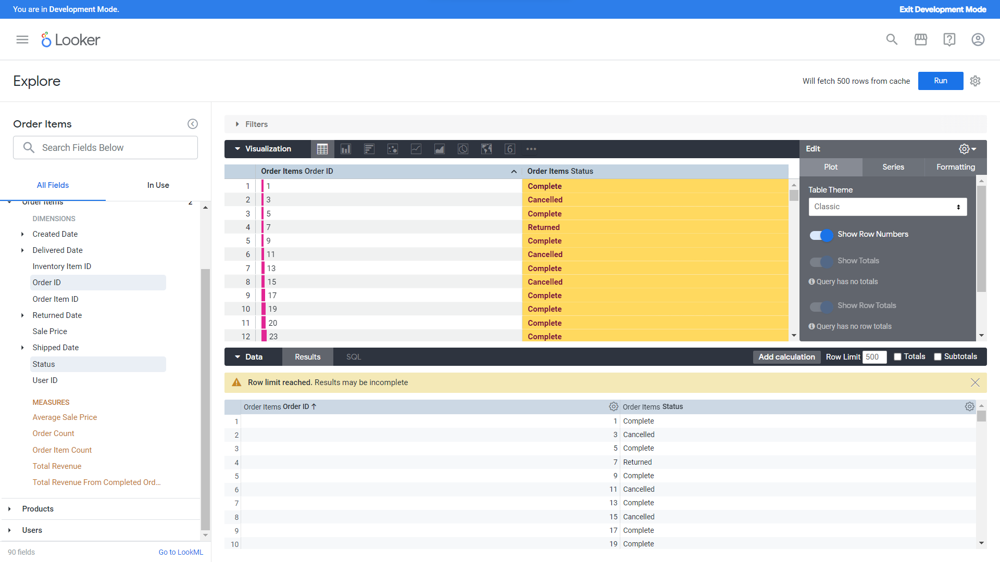 You are in Development Mode.
Exit Development Mode
Looker
Explore
Will fetch 500 rows from cache
Run
Order Items
Search Fields Below
All Fields
In Use
Order Items 2
DIMENSIONS
Created Date
Delivered Date
Inventory Item ID
Order ID
Order Item ID
Returned Date
Sale Price
Shipped Date
Status
User ID
MEASURES
Average Sale Price
Order Count
Order Item Count
Total Revenue
Total Revenue From Completed Ord...
Products
Users
90 fields
Go to LookML
Filters
Visualization
6
Order Items Order ID
Order Items Status
1 1 Complete
2 3 Cancelled
3 5 Complete
4 7 Returned
5 9 Complete
6 11 Cancelled
7 13 Complete
8 15 Cancelled
9 17 Complete
10 19 Complete
11 20 Complete
12 23 Complete
Edit
Plot
Series
Formatting
Table Theme
Classic
Show Row Numbers
Show Totals
Query has no totals
Show Row Totals
Query has no row totals
Data
Results
SQL
Add calculation
Row Limit 500
Totals
Subtotals
Row limit reached. Results may be incomplete
Order Items Order ID ↑
Order Items Status
1 1 Complete
2 3 Cancelled
3 5 Complete
4 7 Returned
5 9 Complete
6 11 Cancelled
7 13 Complete
8 15 Cancelled
9 17 Complete
10 19 Complete